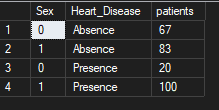 Sex Heart_Disease patients
1 0 Absence 67
2 1 Absence 83
3 0 Presence 20
4 1 Presence 100